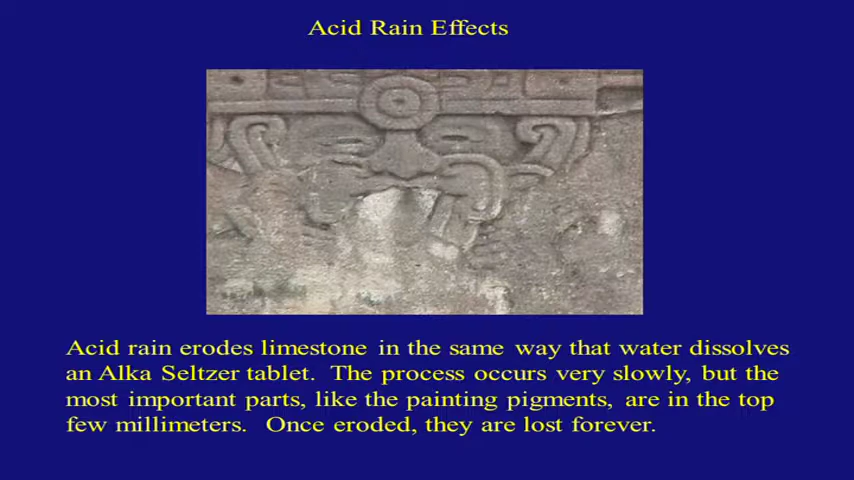 Acid Rain Effects
Acid rain erodes limestone in the same way that water dissolves
an Alka Seltzer tablet.  The process occurs very slowly, but the
most important parts, like the painting pigments, are in the top
few millimeters.  Once eroded, they are lost forever.